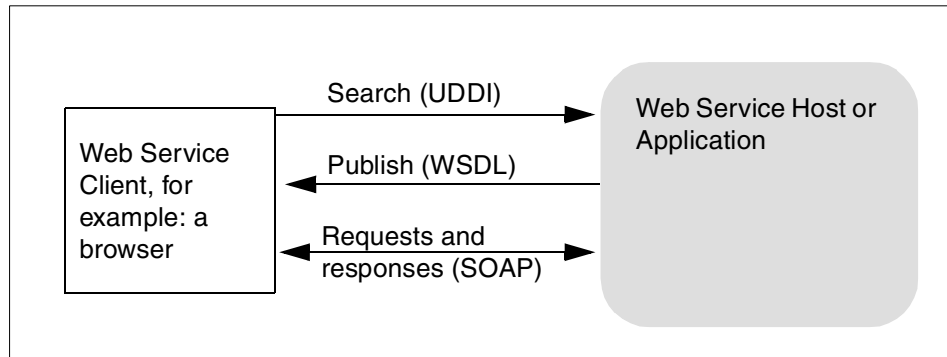 Search (UDDI)
Web Service Host or
Application
Web Service
Client, for
example: a
browser
Publish (WSDL)
Requests and
responses (SOAP)